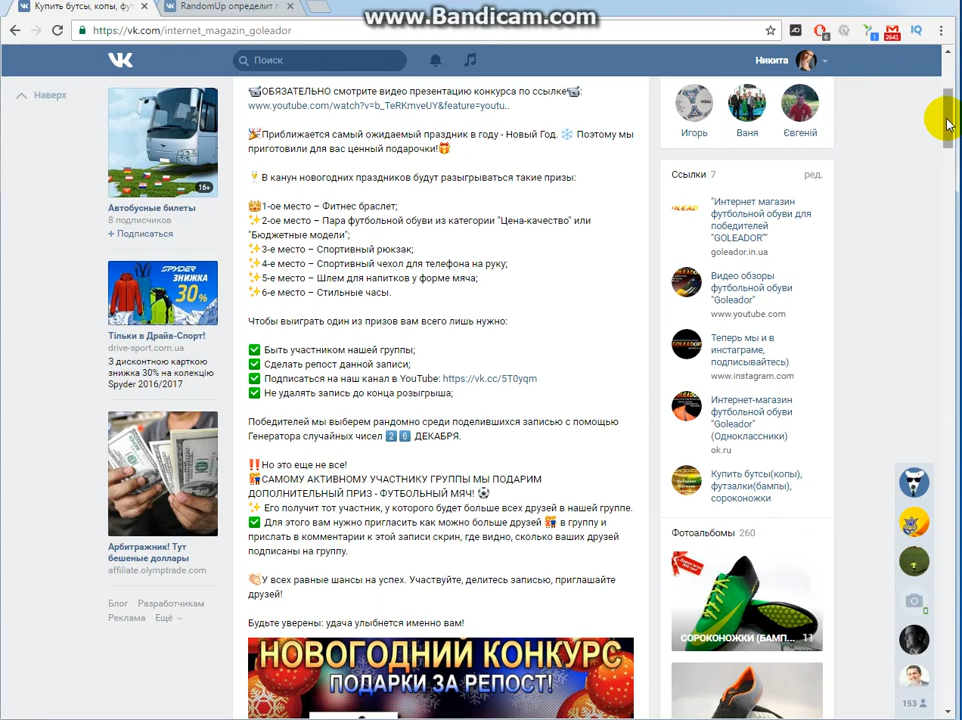 Купить бутсы, копы, фу
RandomUp определит п
www.Bandicam.com
https://vk.com/internet_magazin_goleador
6
1
2641
IQ
Поиск
Никита
Наверх
16+
Автобусные билеты
8 подписчиков
+ Подписаться
SPYDER
ЗНИЖКА
30%
Тільки в Драйв-Спорт!
drive-sport.com.ua
З дисконтною карткою
знижка 30% на колекцію
Spyder 2016/2017
Арбитражник! Тут
бешеные доллары
affiliate.olymptrade.com
Блог Разработчикам
Реклама Ещё
ОБЯЗАТЕЛЬНО смотрите видео презентацию конкурса по ссылке:
www.youtube.com/watch?v=b_TeRKmveUY&feature=youtu..
Приближается самый ожидаемый праздник в году - Новый Год. Поэтому мы
приготовили для вас ценный подарочки!
В канун новогодних праздников будут разыгрываться такие призы:
1-ое место – Фитнес браслет;
2-ое место – Пара футбольной обуви из категории "Цена-качество" или
"Бюджетные модели";
3-е место – Спортивный рюкзак;
4-е место – Спортивный чехол для телефона на руку;
5-е место – Шлем для напитков у форме мяча;
6-е место – Стильные часы.
Чтобы выиграть один из призов вам всего лишь нужно:
✅ Быть участником нашей группы;
✅ Сделать репост данной записи;
✅ Подписаться на наш канал в YouTube: https://vk.cc/5T0yqm
✅ Не удалять запись до конца розыгрыша;
Победителей мы выберем рандомно среди поделившихся записью с помощью
Генератора случайных чисел 2 6 ДЕКАБРЯ.
‼Но это еще не все!
САМОМУ АКТИВНОМУ УЧАСТНИКУ ГРУППЫ МЫ ПОДАРИМ
ДОПОЛНИТЕЛЬНЫЙ ПРИЗ - ФУТБОЛЬНЫЙ МЯЧ!
Его получит тот участник, у которого будет больше всех друзей в нашей группе.
✅ Для этого вам нужно пригласить как можно больше друзей в группу и
прислать в комментарии к этой записи скрин, где видно, сколько ваших друзей
подписаны на группу.
У всех равные шансы на успех. Участвуйте, делитесь записью, приглашайте
друзей!
Будьте уверены: удача улыбнется именно вам!
НОВОГОДНИЙ КОНКУРС
ПОДАРКИ ЗА РЕПОСТ!
Игорь
Ваня
Євгеній
Ссылки 7
ред.
"Интернет магазин
футбольной обуви для
победителей
"GOLEADOR""
goleador.in.ua
Видео обзоры
футбольной обуви
"Goleador"
www.youtube.com
Теперь мы и в
инстаграме,
подписывайтесь)
www.instagram.com
Интернет-магазин
футбольной обуви
"Goleador"
(Одноклассники)
ok.ru
Купить бутсы(копы),
футзалки(бампы),
сороконожки
Фотоальбомы 260
СОРОКОНОЖКИ (БАМП... 11
153